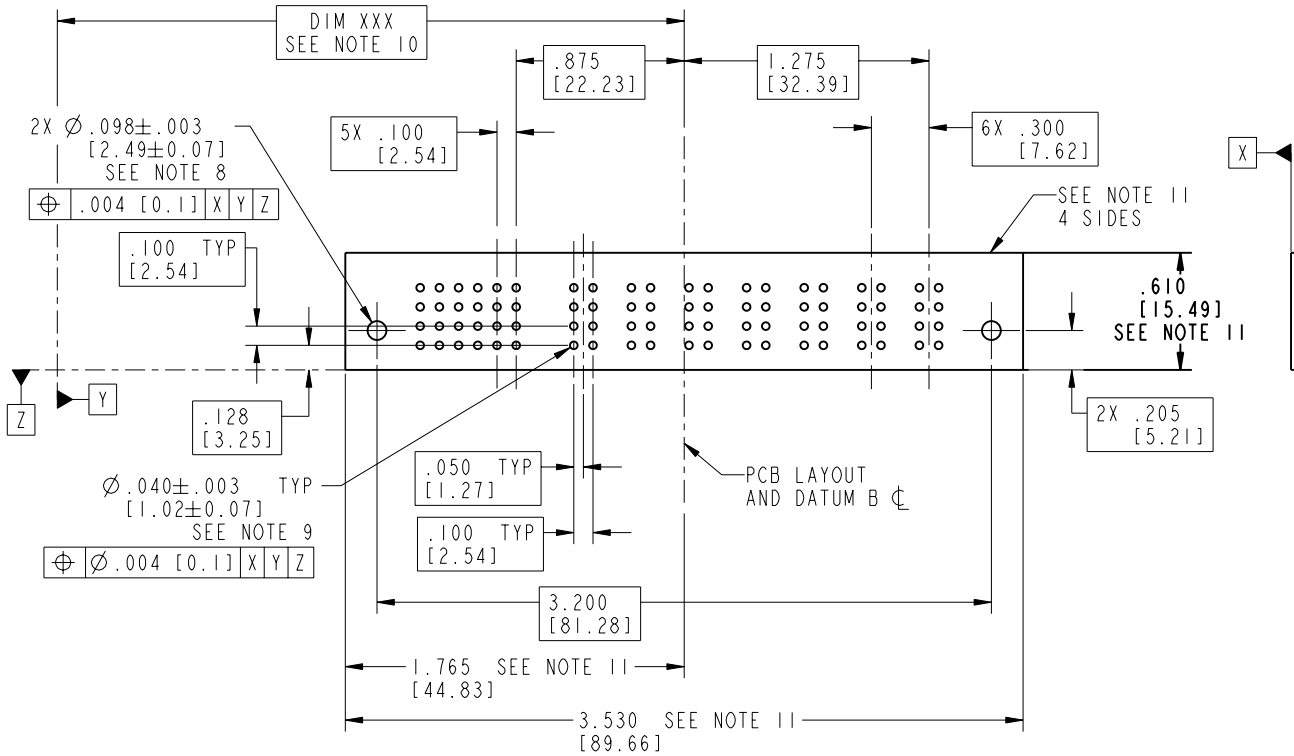 DIM XXX
SEE NOTE 10
.875
[22.23]
1.275
[32.39]
2X Ø .098±.003
[2.49±0.07]
SEE NOTE 8
⌖ .004 [0.1] X Y Z
5X .100
[2.54]
6X .300
[7.62]
X
SEE NOTE 11
4 SIDES
.100 TYP
[2.54]
.610
[15.49]
SEE NOTE 11
Z
Y
.128
[3.25]
2X .205
[5.21]
Ø .040±.003 TYP
[1.02±0.07]
SEE NOTE 9
⌖ Ø .004 [0.1] X Y Z
.050 TYP
[1.27]
PCB LAYOUT
AND DATUM B ℄
.100 TYP
[2.54]
3.200
[81.28]
1.765 SEE NOTE 11
[44.83]
3.530 SEE NOTE 11
[89.66]